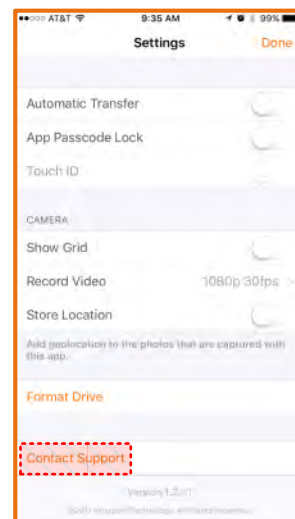 AT&T 9:35 AM 99%
Settings Done
Automatic Transfer
App Passcode Lock
Touch ID
CAMERA
Show Grid
Record Video 1080p 30fps
Store Location
Add geolocation to the photos that are captured with
this app.
Format Drive
Contact Support
Version